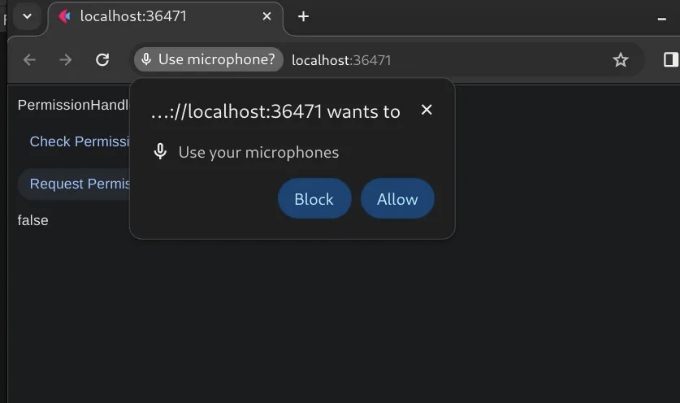 localhost:36471
Use microphone? localhost:36471
PermissionHandl
...://localhost:36471 wants to
Check Permissi
Use your microphones
Request Permis
Block Allow
false